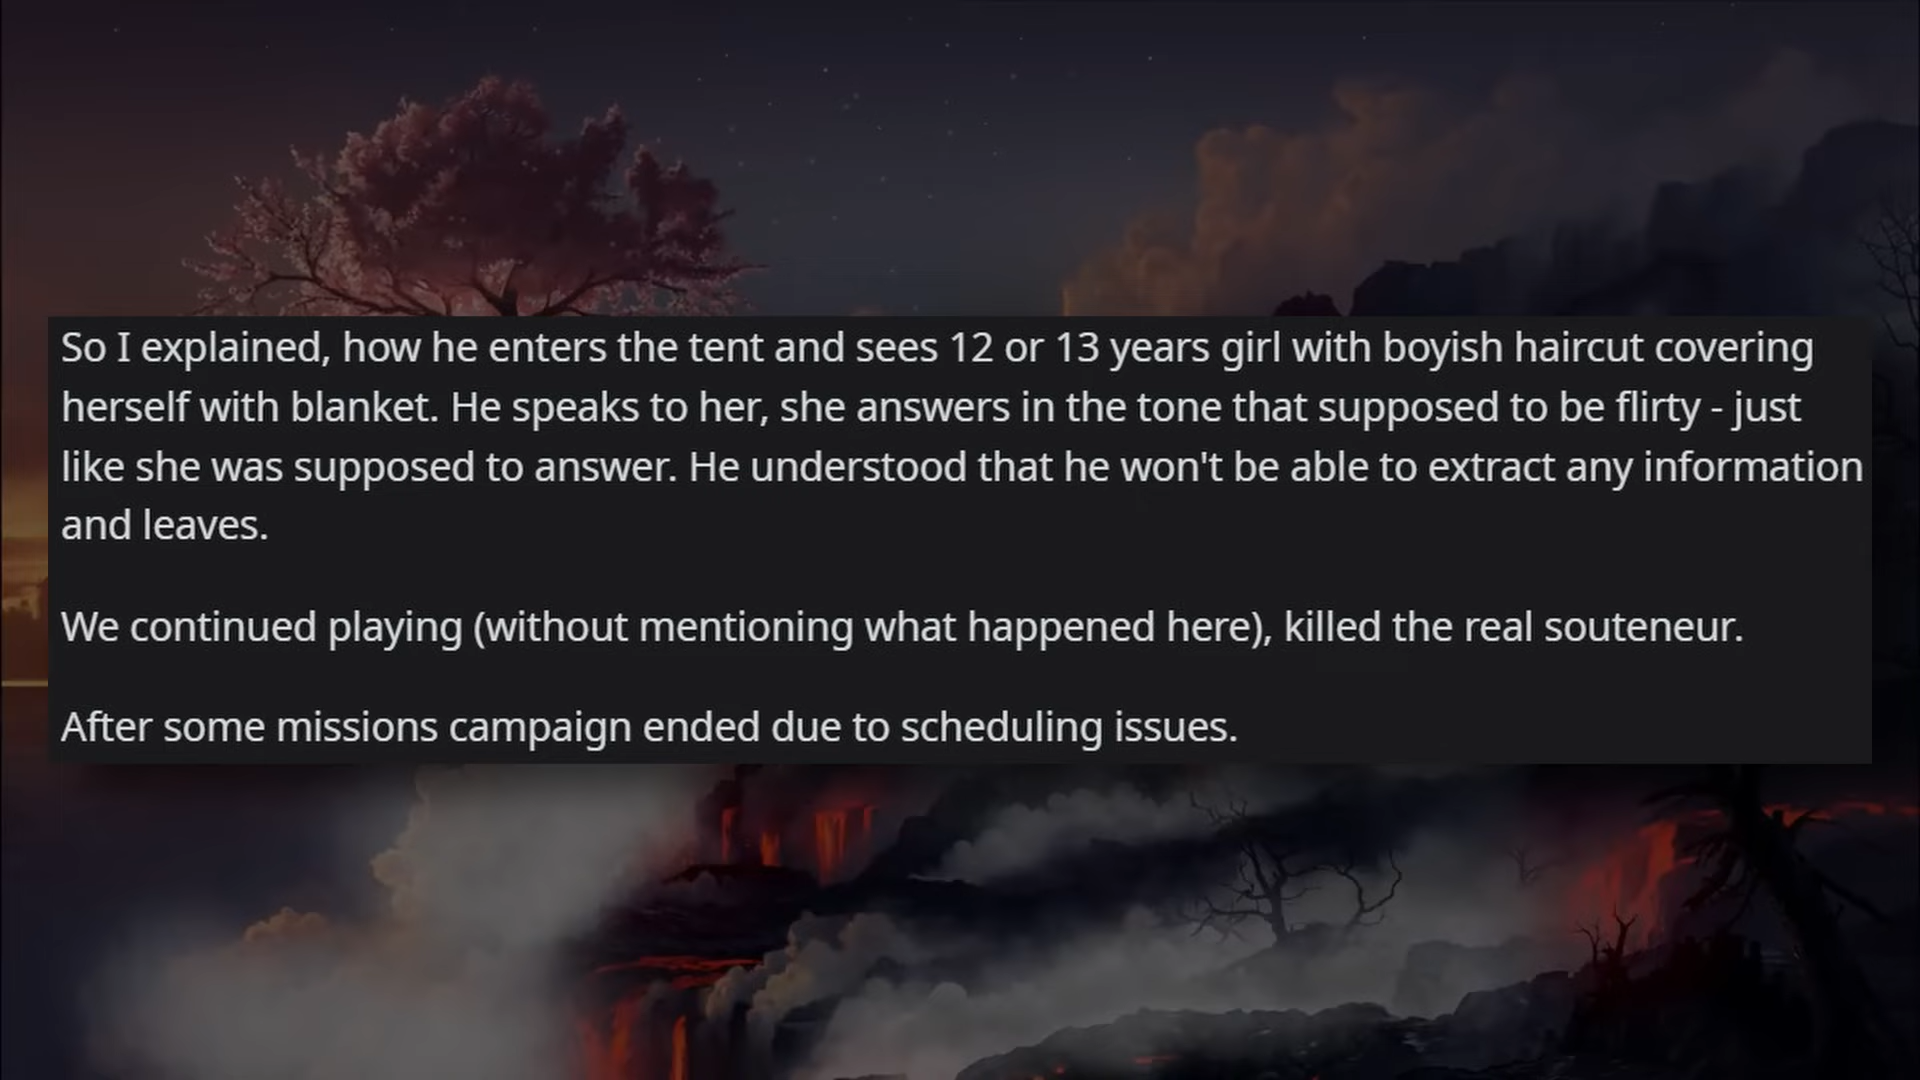 So I explained, how he enters the tent and sees 12 or 13 years girl with boyish haircut covering
herself with blanket. He speaks to her, she answers in the tone that supposed to be flirty - just
like she was supposed to answer. He understood that he won't be able to extract any information
and leaves.
We continued playing (without mentioning what happened here), killed the real souteneur.
After some missions campaign ended due to scheduling issues.